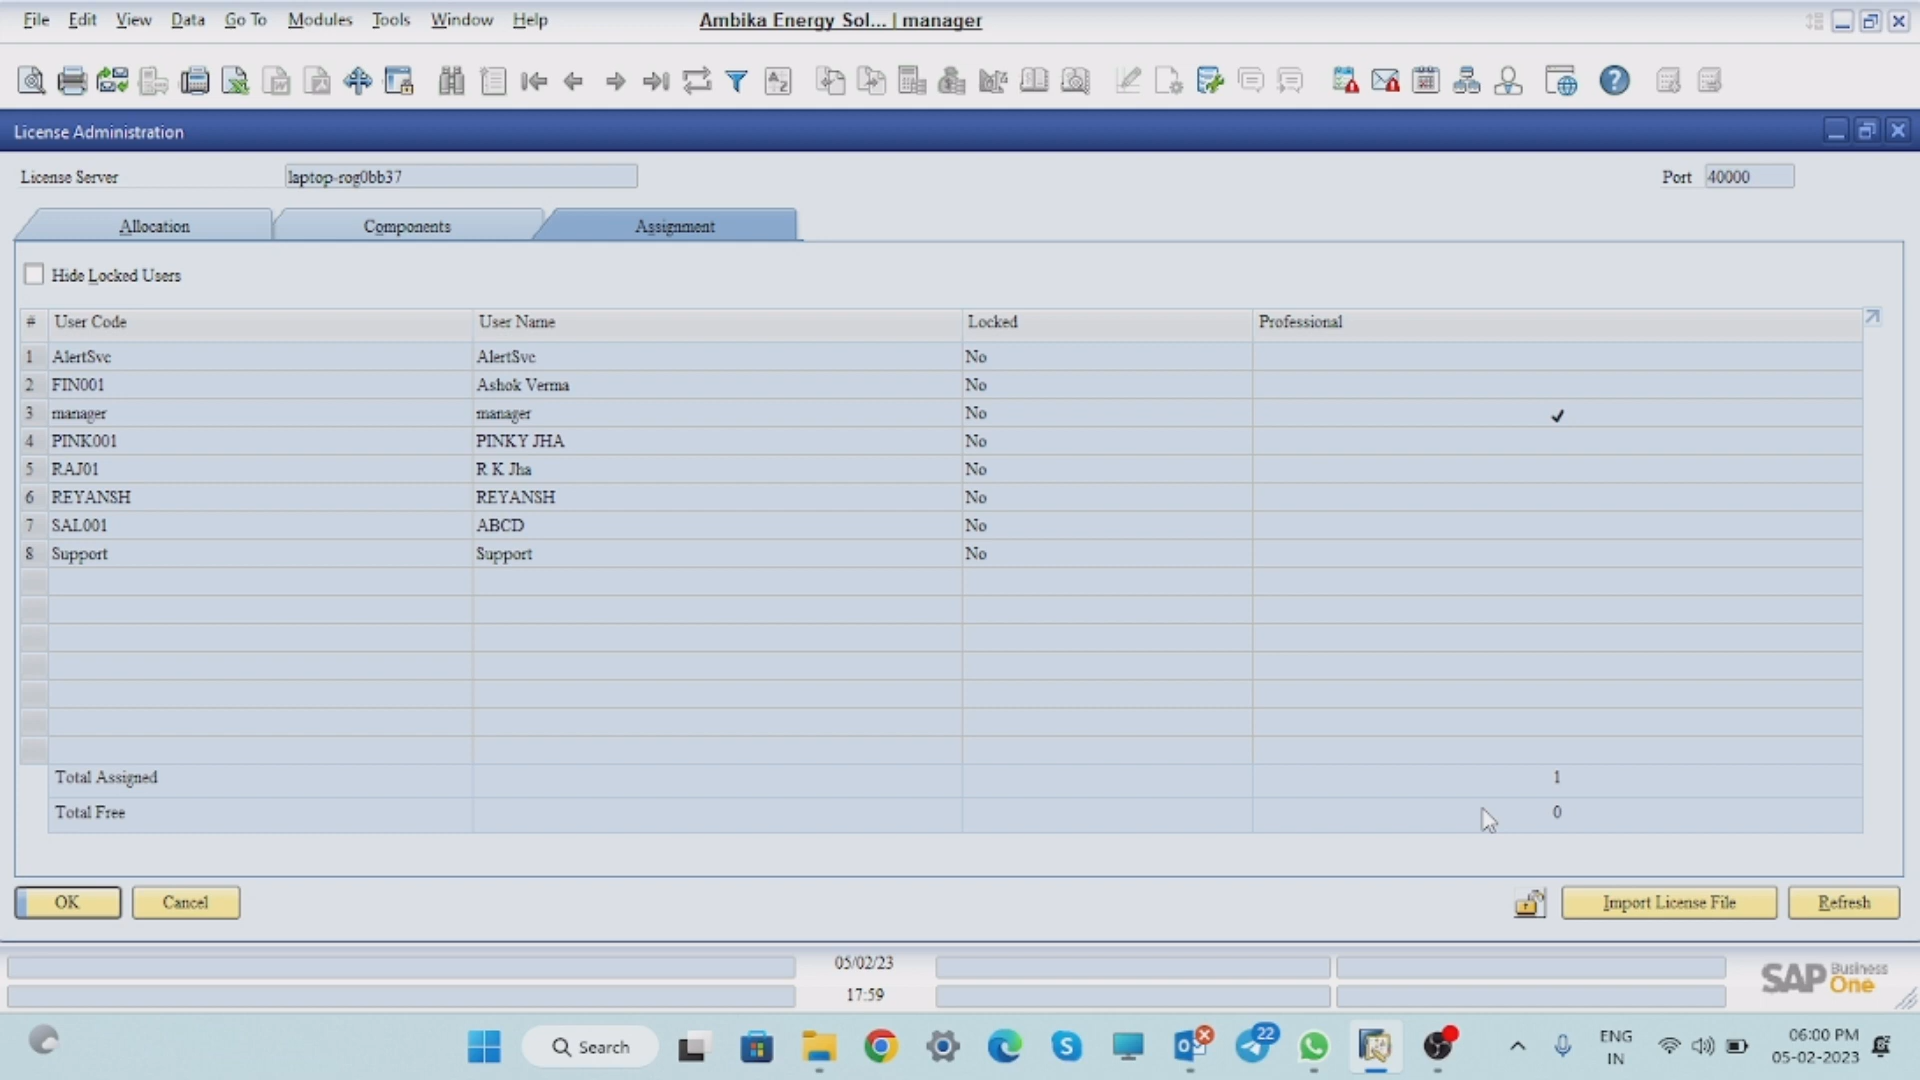 File Edit View Data Go To Modules Tools Window Help
Ambika Energy Sol... | manager
License Administration
License Server laptop-rog0bb37 Port 40000
Allocation Components Assignment
Hide Locked Users
# User Code User Name Locked Professional
1 AlertSvc AlertSvc No
2 FIN001 Ashok Verma No
3 manager manager No ✓
4 PINK001 PINKY JHA No
5 RAJ01 R K Jha No
6 REYANSH REYANSH No
7 SAL001 ABCD No
8 Support Support No
Total Assigned 1
Total Free 0
OK Cancel Import License File Refresh
05/02/23
17:59
SAP Business One
Search
22
ENG
IN
06:00 PM
05-02-2023